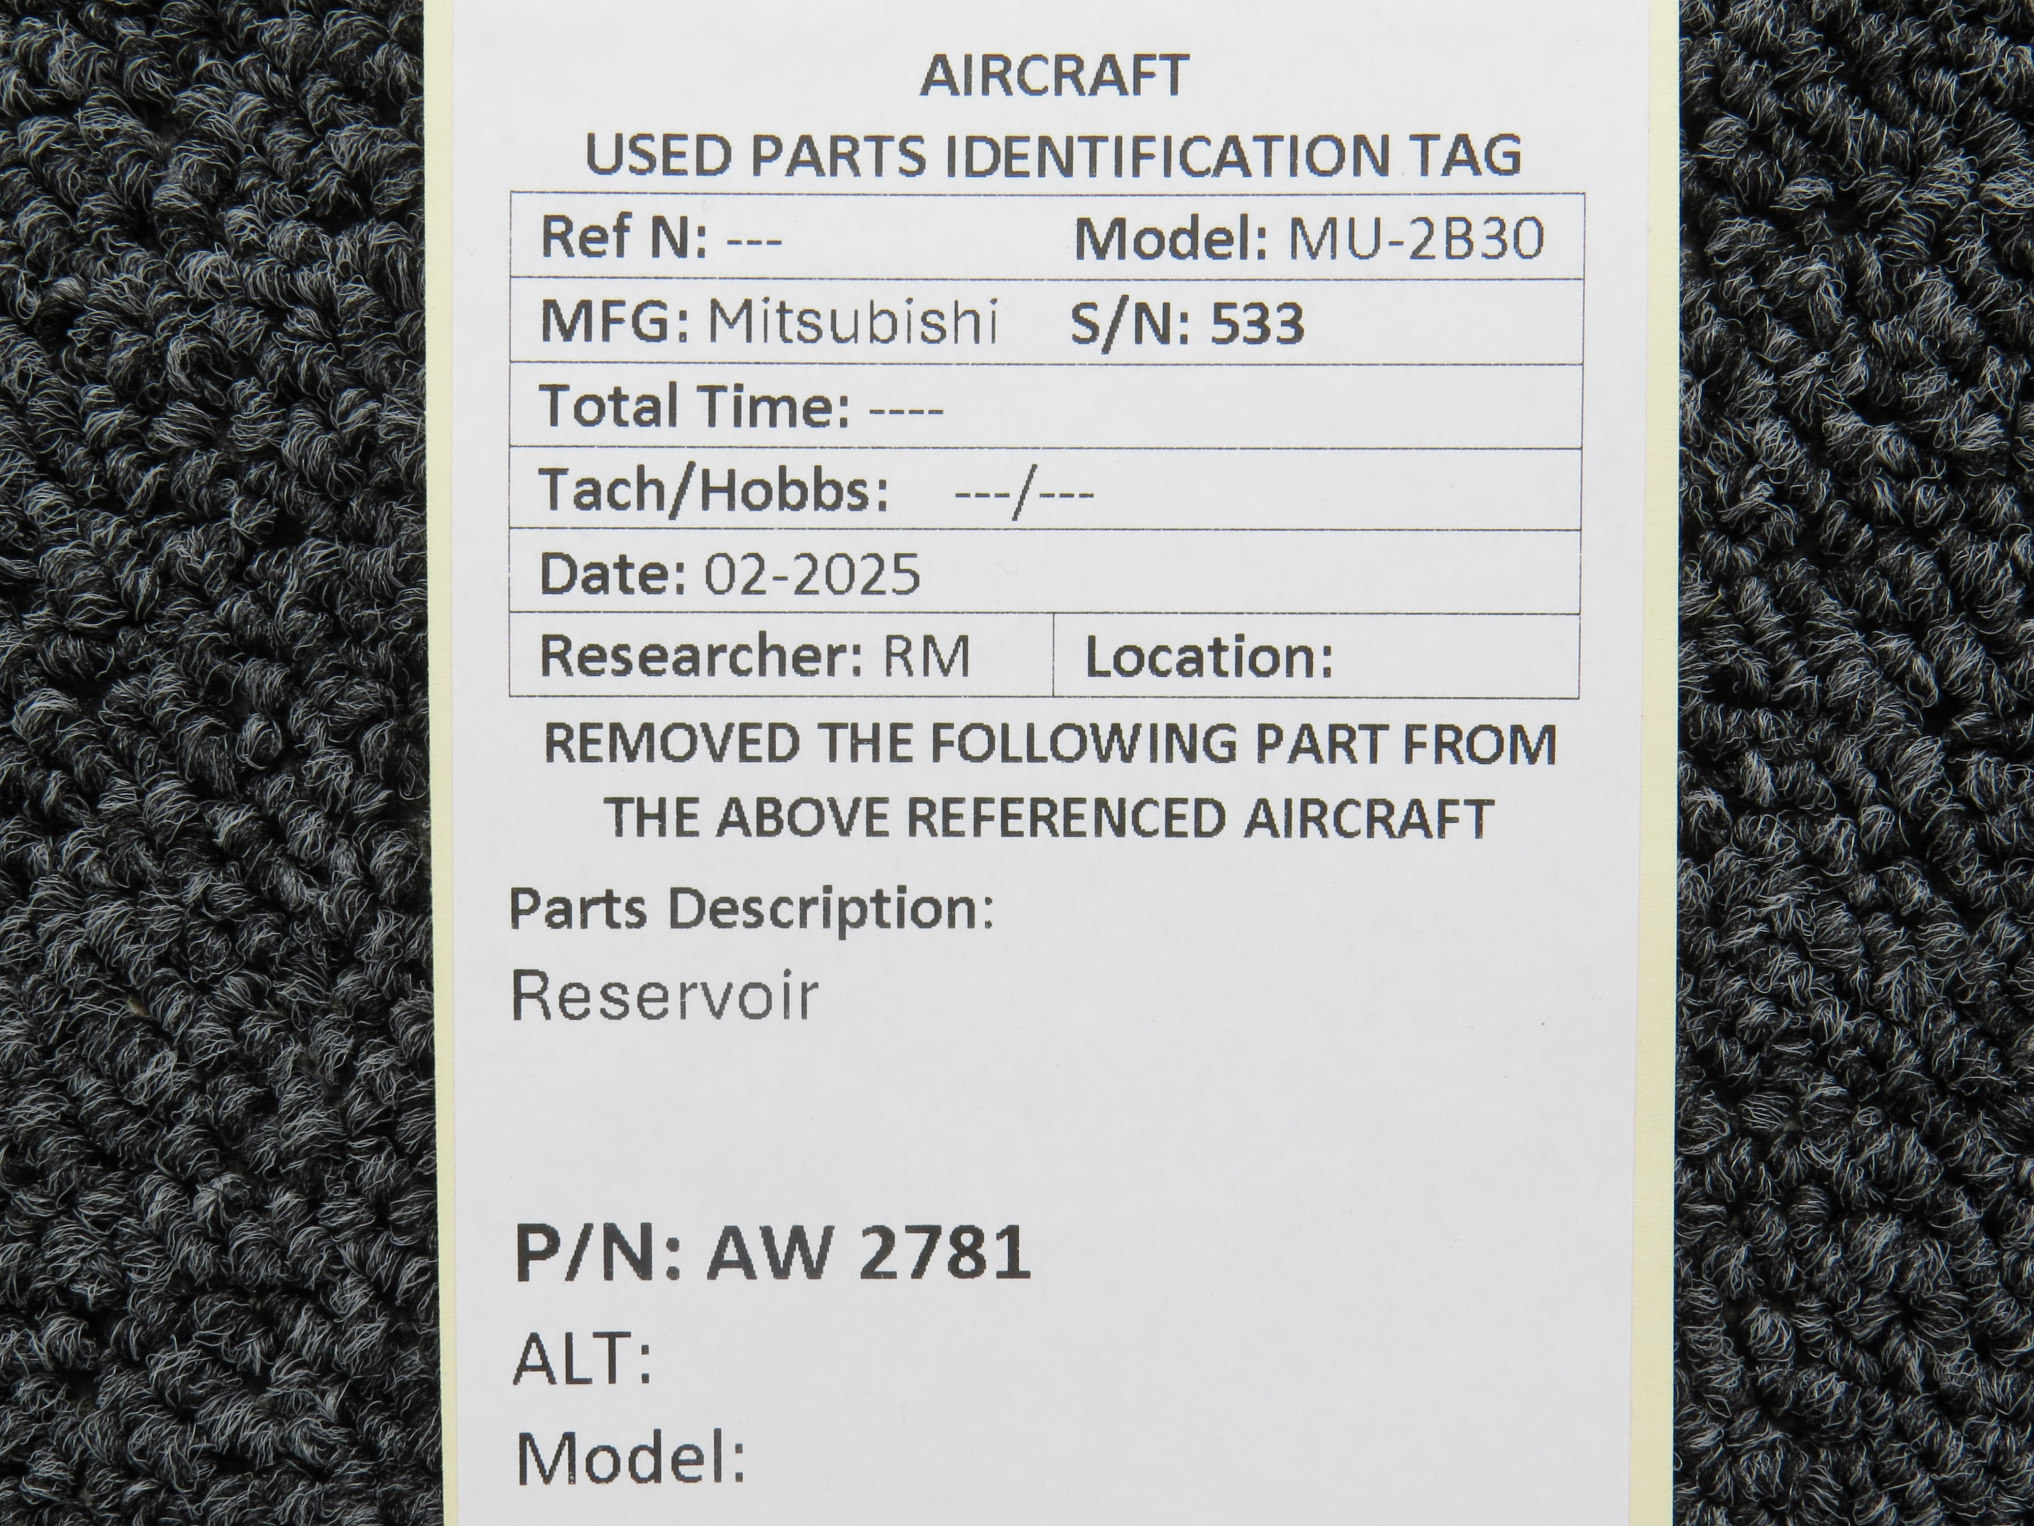 AIRCRAFT
USED PARTS IDENTIFICATION TAG
Ref N: --- Model: MU-2B30
MFG: Mitsubishi S/N: 533
Total Time: ----
Tach/Hobbs: ---/---
Date: 02-2025
Researcher: RM Location:
REMOVED THE FOLLOWING PART FROM
THE ABOVE REFERENCED AIRCRAFT
Parts Description:
Reservoir
P/N: AW 2781
ALT:
Model: